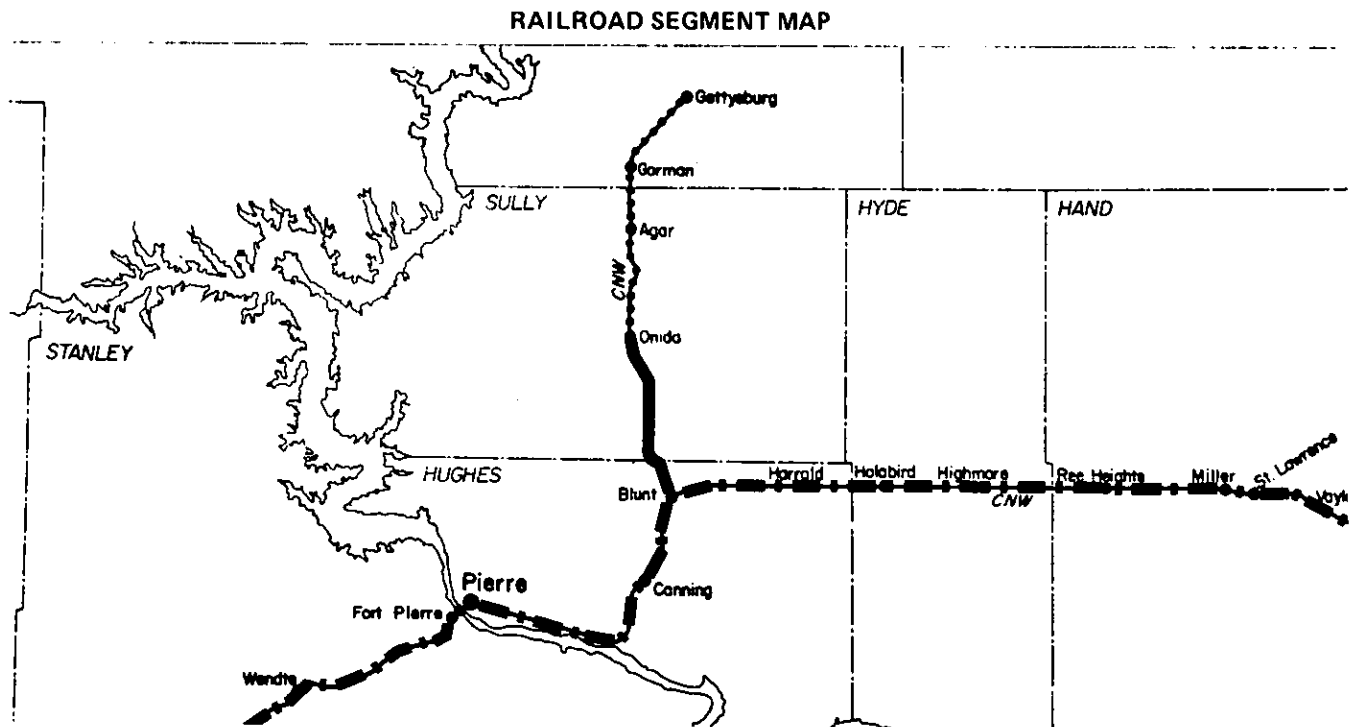 RAILROAD SEGMENT MAP
Gettysburg
Gorman
SULLY
HYDE
HAND
Agar
CNW
Onida
STANLEY
HUGHES
Blunt
Harrold
Holabird
Highmore
CNW
Ree Heights
Miller
St. Lawrence
Vayl
Canning
Pierre
Fort Pierre
Wendte